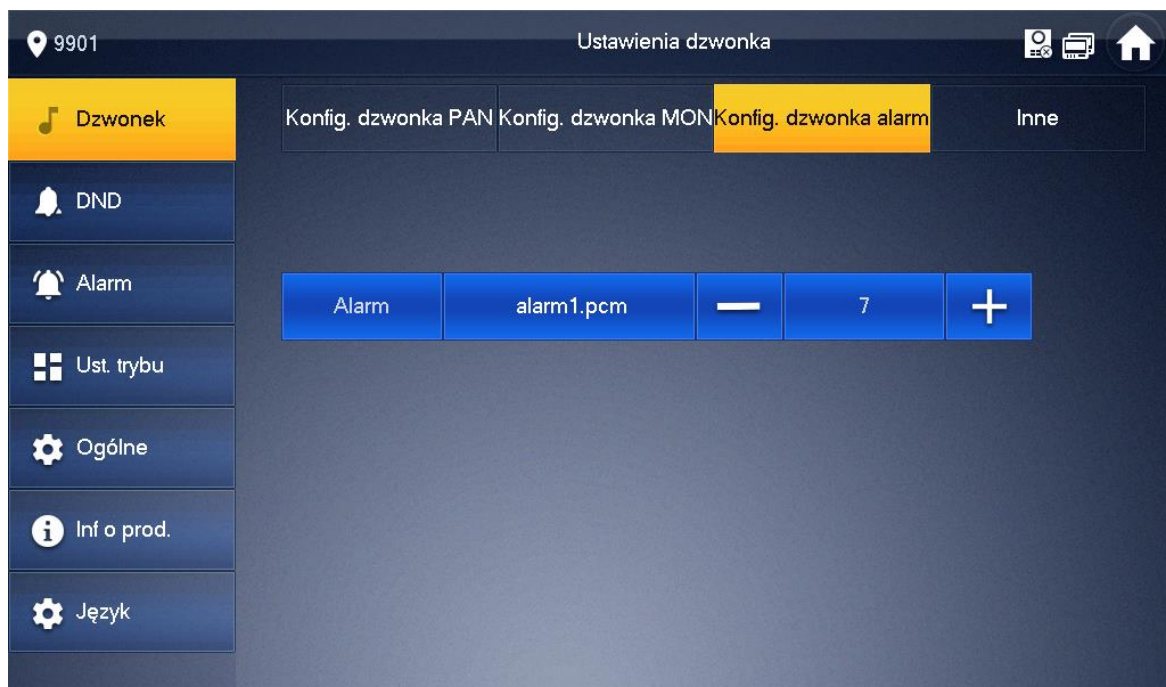 9901
Ustawienia dzwonka
Dzwonek
DND
Alarm
Ust. trybu
Ogólne
Inf o prod.
Język
Konfig. dzwonka PAN
Konfig. dzwonka MON
Konfig. dzwonka alarm
Inne
Alarm
alarm1.pcm
7